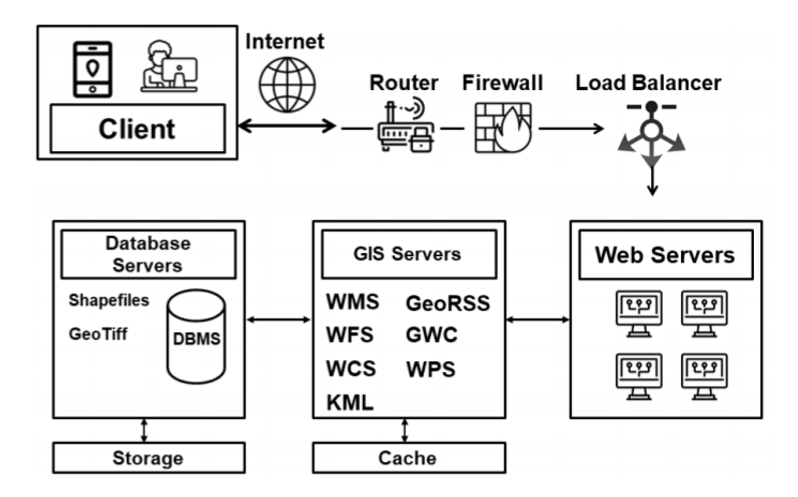 Internet
Router
Firewall
Load Balancer
Client
Database
Servers
Shapefiles
GeoTiff
DBMS
GIS Servers
WMS
GeoRSS
WFS
GWC
WCS
WPS
KML
Web Servers
Storage
Cache